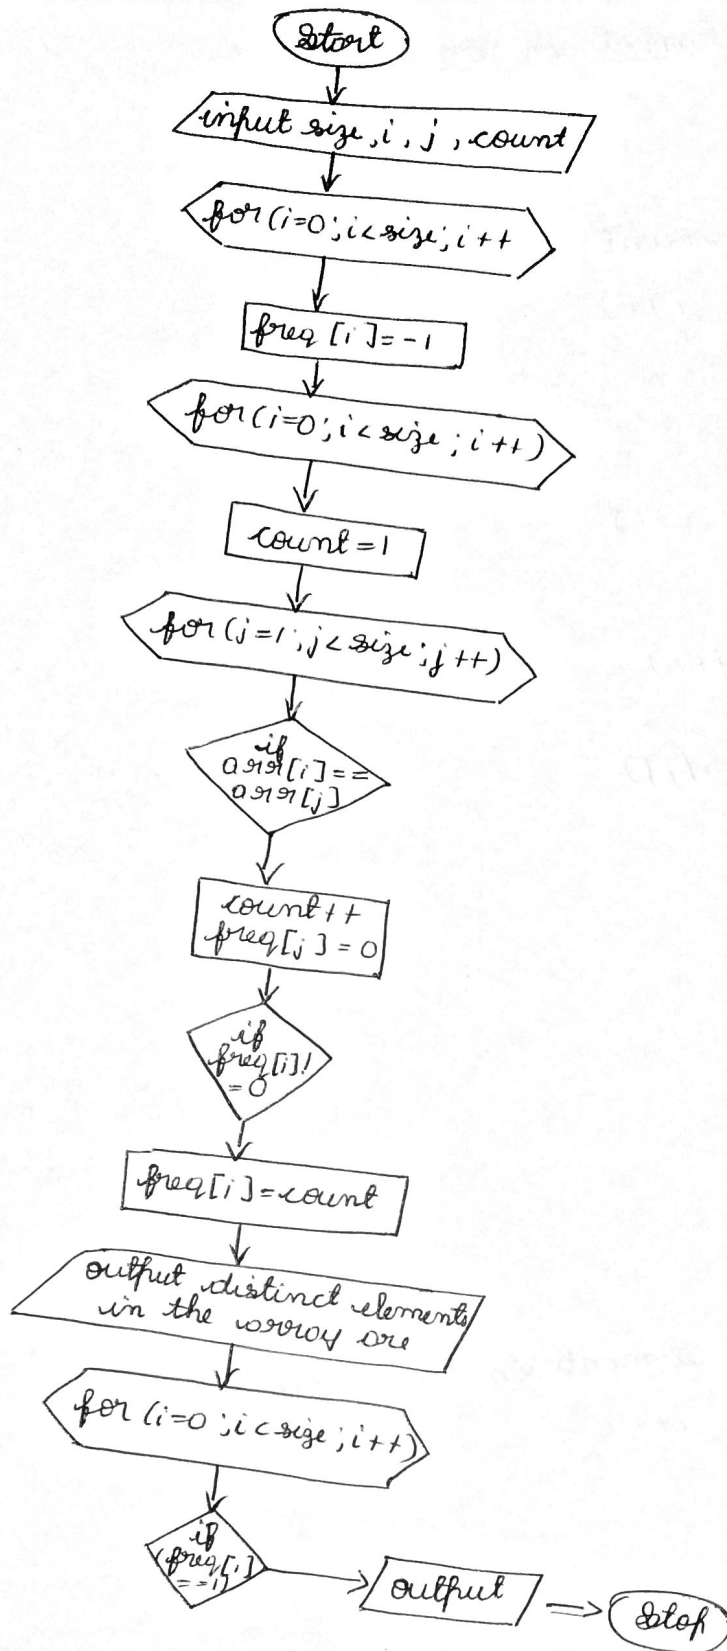 Start
input size, i, j, count
for(i=0; i<size; i++
freq [i]=-1
for(i=0; i<size; i++)
count=1
for(j=1; j<size; j++)
if
arr[i]==
arr[j]
count++
freq[j]=0
if
freq[i]!
=0
freq[i]=count
output distinct elements
in the array are
for (i=0; i<size; i++)
if
(freq[i]
==1)
output
Stop